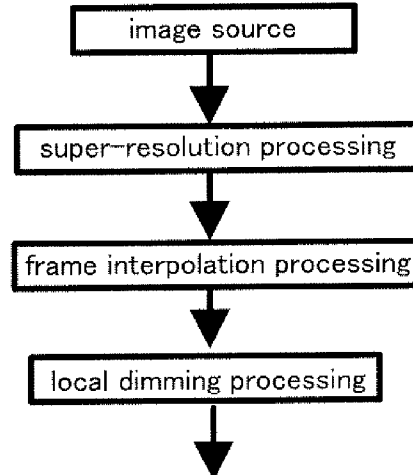 image source
super-resolution processing
frame interpolation processing
local dimming processing